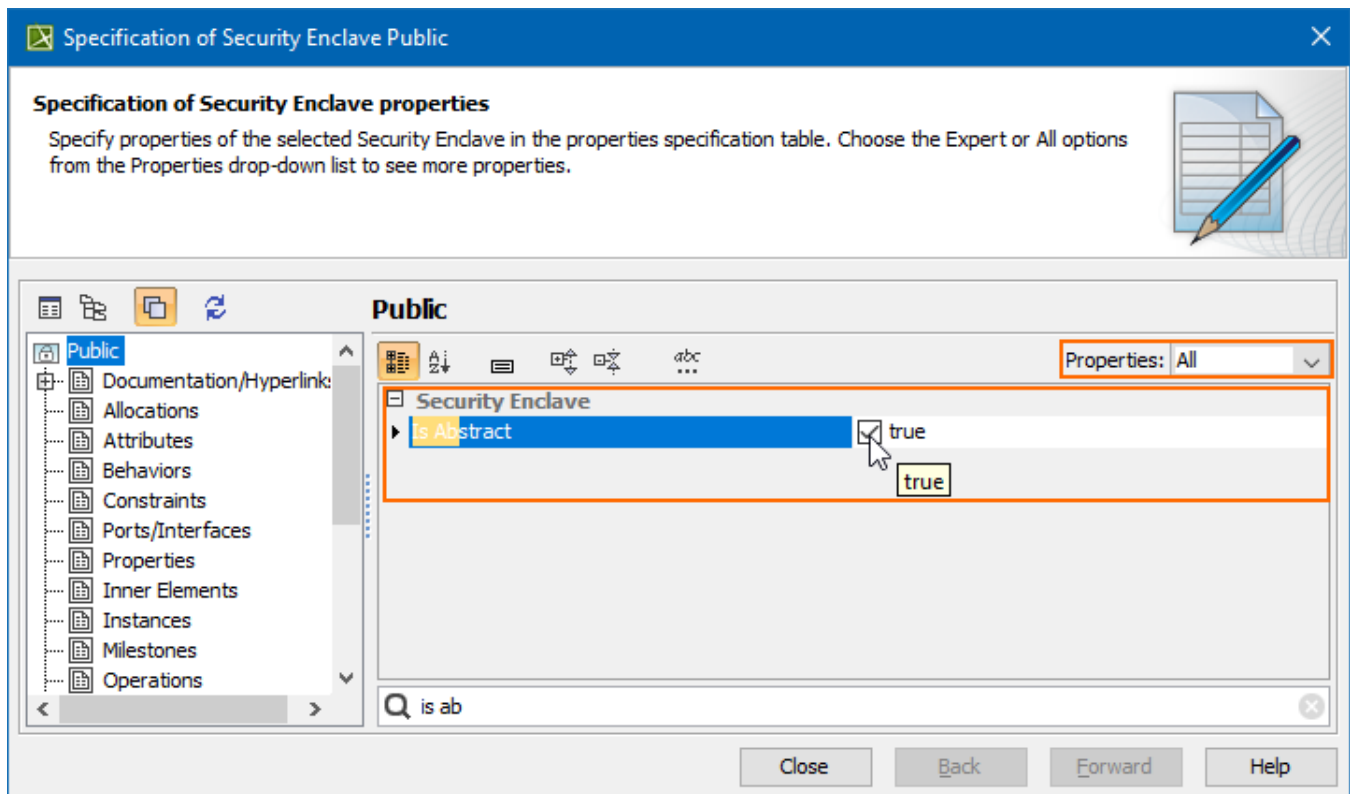 Specification of Security Enclave Public
Specification of Security Enclave properties
Specify properties of the selected Security Enclave in the properties specification table. Choose the Expert or All options
from the Properties drop-down list to see more properties.
Public
Public
Documentation/Hyperlink
Allocations
Attributes
Behaviors
Constraints
Ports/Interfaces
Properties
Inner Elements
Instances
Milestones
Operations
abc
Properties: All
Security Enclave
Is Abstract true
true
is ab
Close Back Forward Help